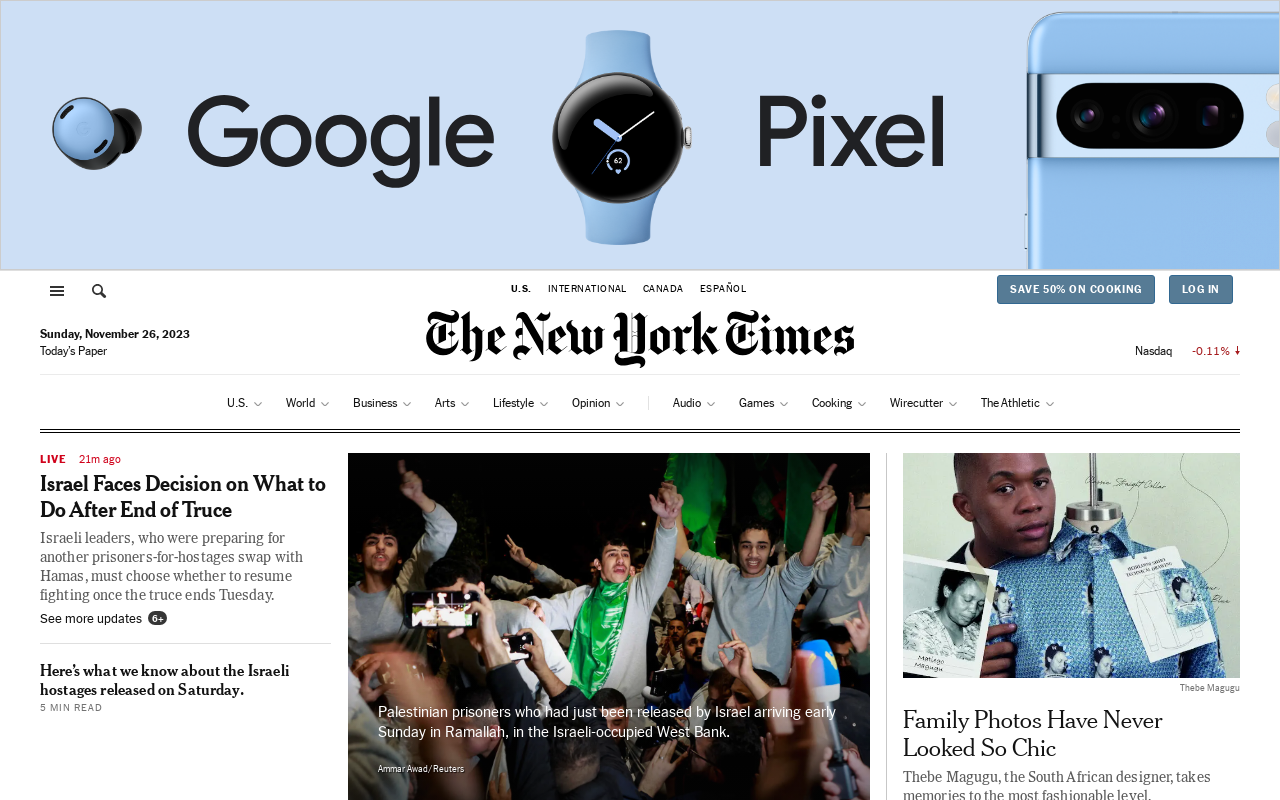 Google Pixel
62
U.S. INTERNATIONAL CANADA ESPAÑOL
SAVE 50% ON COOKING
LOG IN
Sunday, November 26, 2023
Today's Paper
The New York Times
Nasdaq -0.11%
U.S. World Business Arts Lifestyle Opinion Audio Games Cooking Wirecutter The Athletic
LIVE 21m ago
Israel Faces Decision on What to
Do After End of Truce
Israeli leaders, who were preparing for
another prisoners-for-hostages swap with
Hamas, must choose whether to resume
fighting once the truce ends Tuesday.
See more updates 6+
Here's what we know about the Israeli
hostages released on Saturday.
5 MIN READ
Palestinian prisoners who had just been released by Israel arriving early
Sunday in Ramallah, in the Israeli-occupied West Bank.
Ammar Awad/Reuters
Classic Straight Collar
TECHNICAL DRAWING
Matiego
Magugu
Thebe Magugu
Family Photos Have Never
Looked So Chic
Thebe Magugu, the South African designer, takes
memories to the most fashionable level.